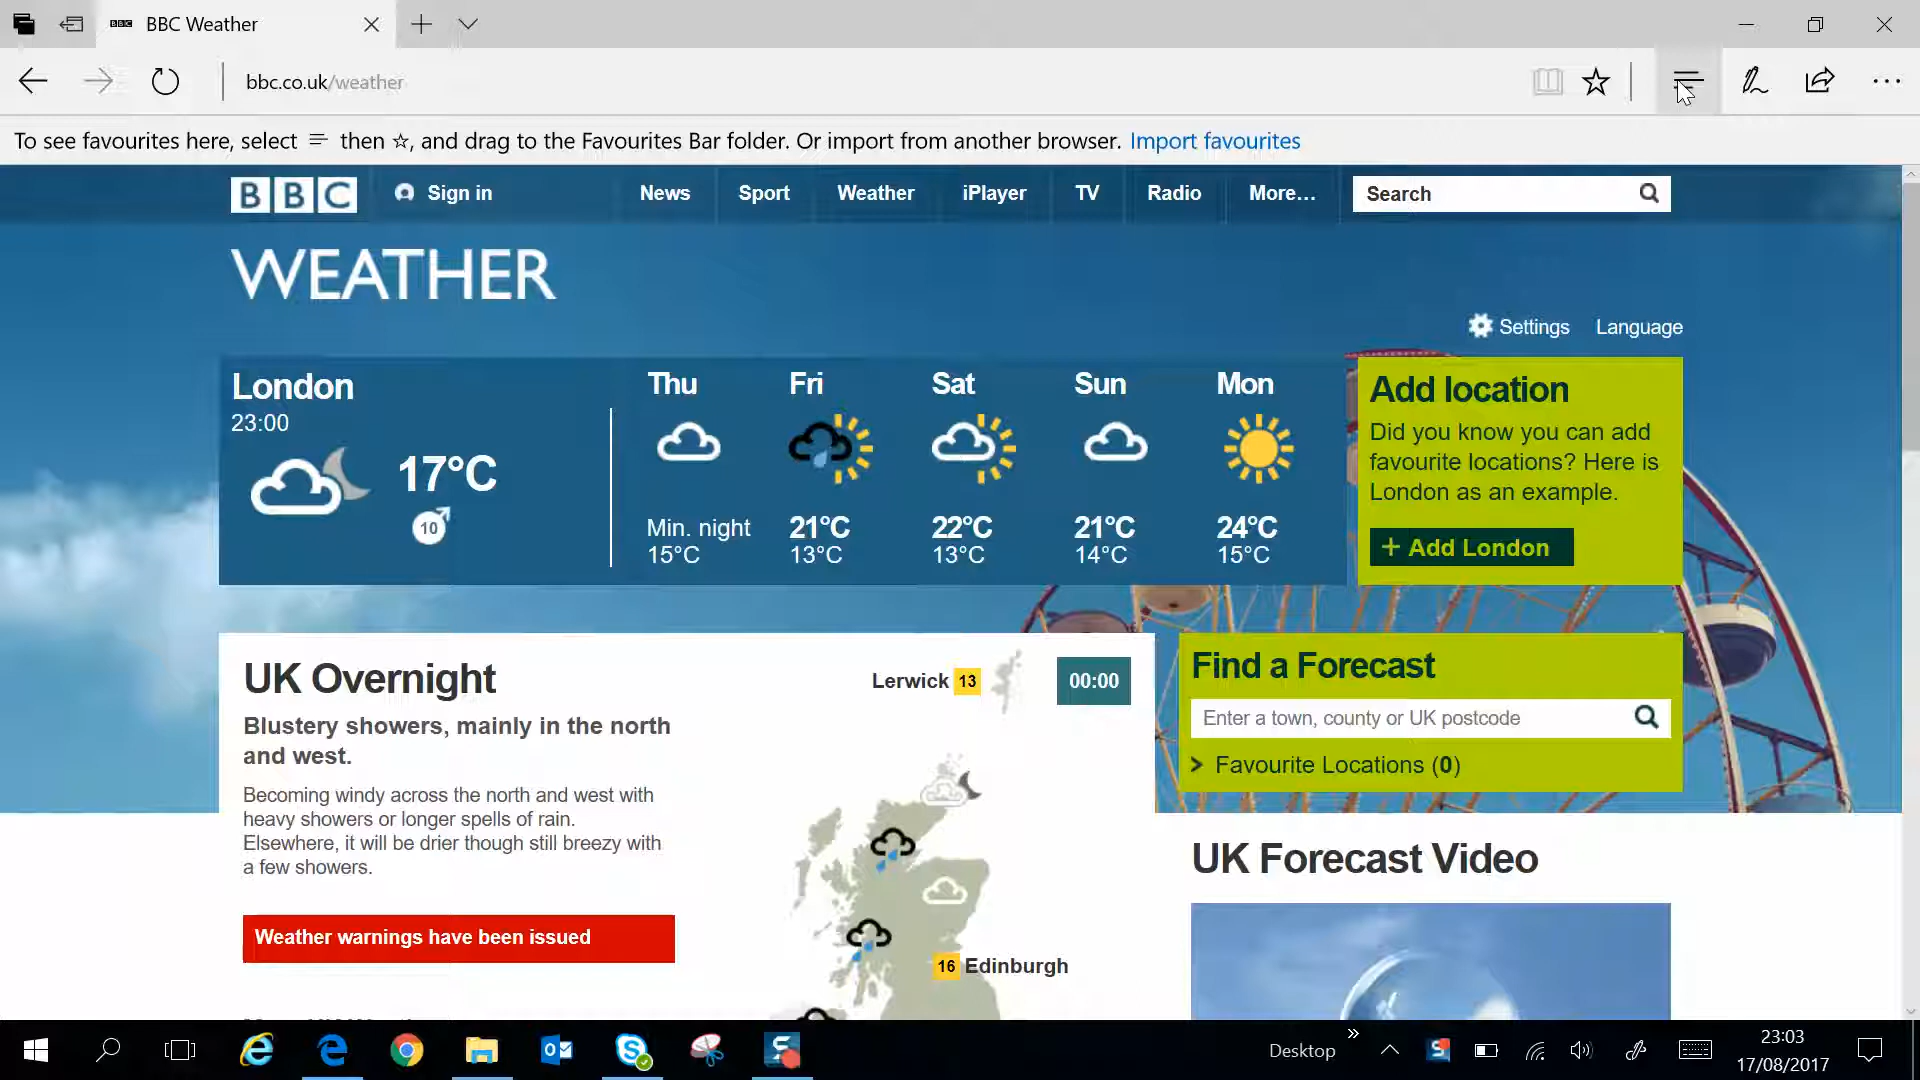 BBC BBC Weather
bbc.co.uk/weather
To see favourites here, select then , and drag to the Favourites Bar folder. Or import from another browser. Import favourites
BBC Sign in News Sport Weather iPlayer TV Radio More... Search
WEATHER
Settings Language
London
23:00
17°C
10
Thu
Min. night
15°C
Fri
21°C
13°C
Sat
22°C
13°C
Sun
21°C
14°C
Mon
24°C
15°C
Add location
Did you know you can add
favourite locations? Here is
London as an example.
+ Add London
UK Overnight
Blustery showers, mainly in the north
and west.
Becoming windy across the north and west with
heavy showers or longer spells of rain.
Elsewhere, it will be drier though still breezy with
a few showers.
Weather warnings have been issued
Lerwick 13
00:00
16 Edinburgh
Find a Forecast
Enter a town, county or UK postcode
> Favourite Locations (0)
UK Forecast Video
Desktop
23:03
17/08/2017